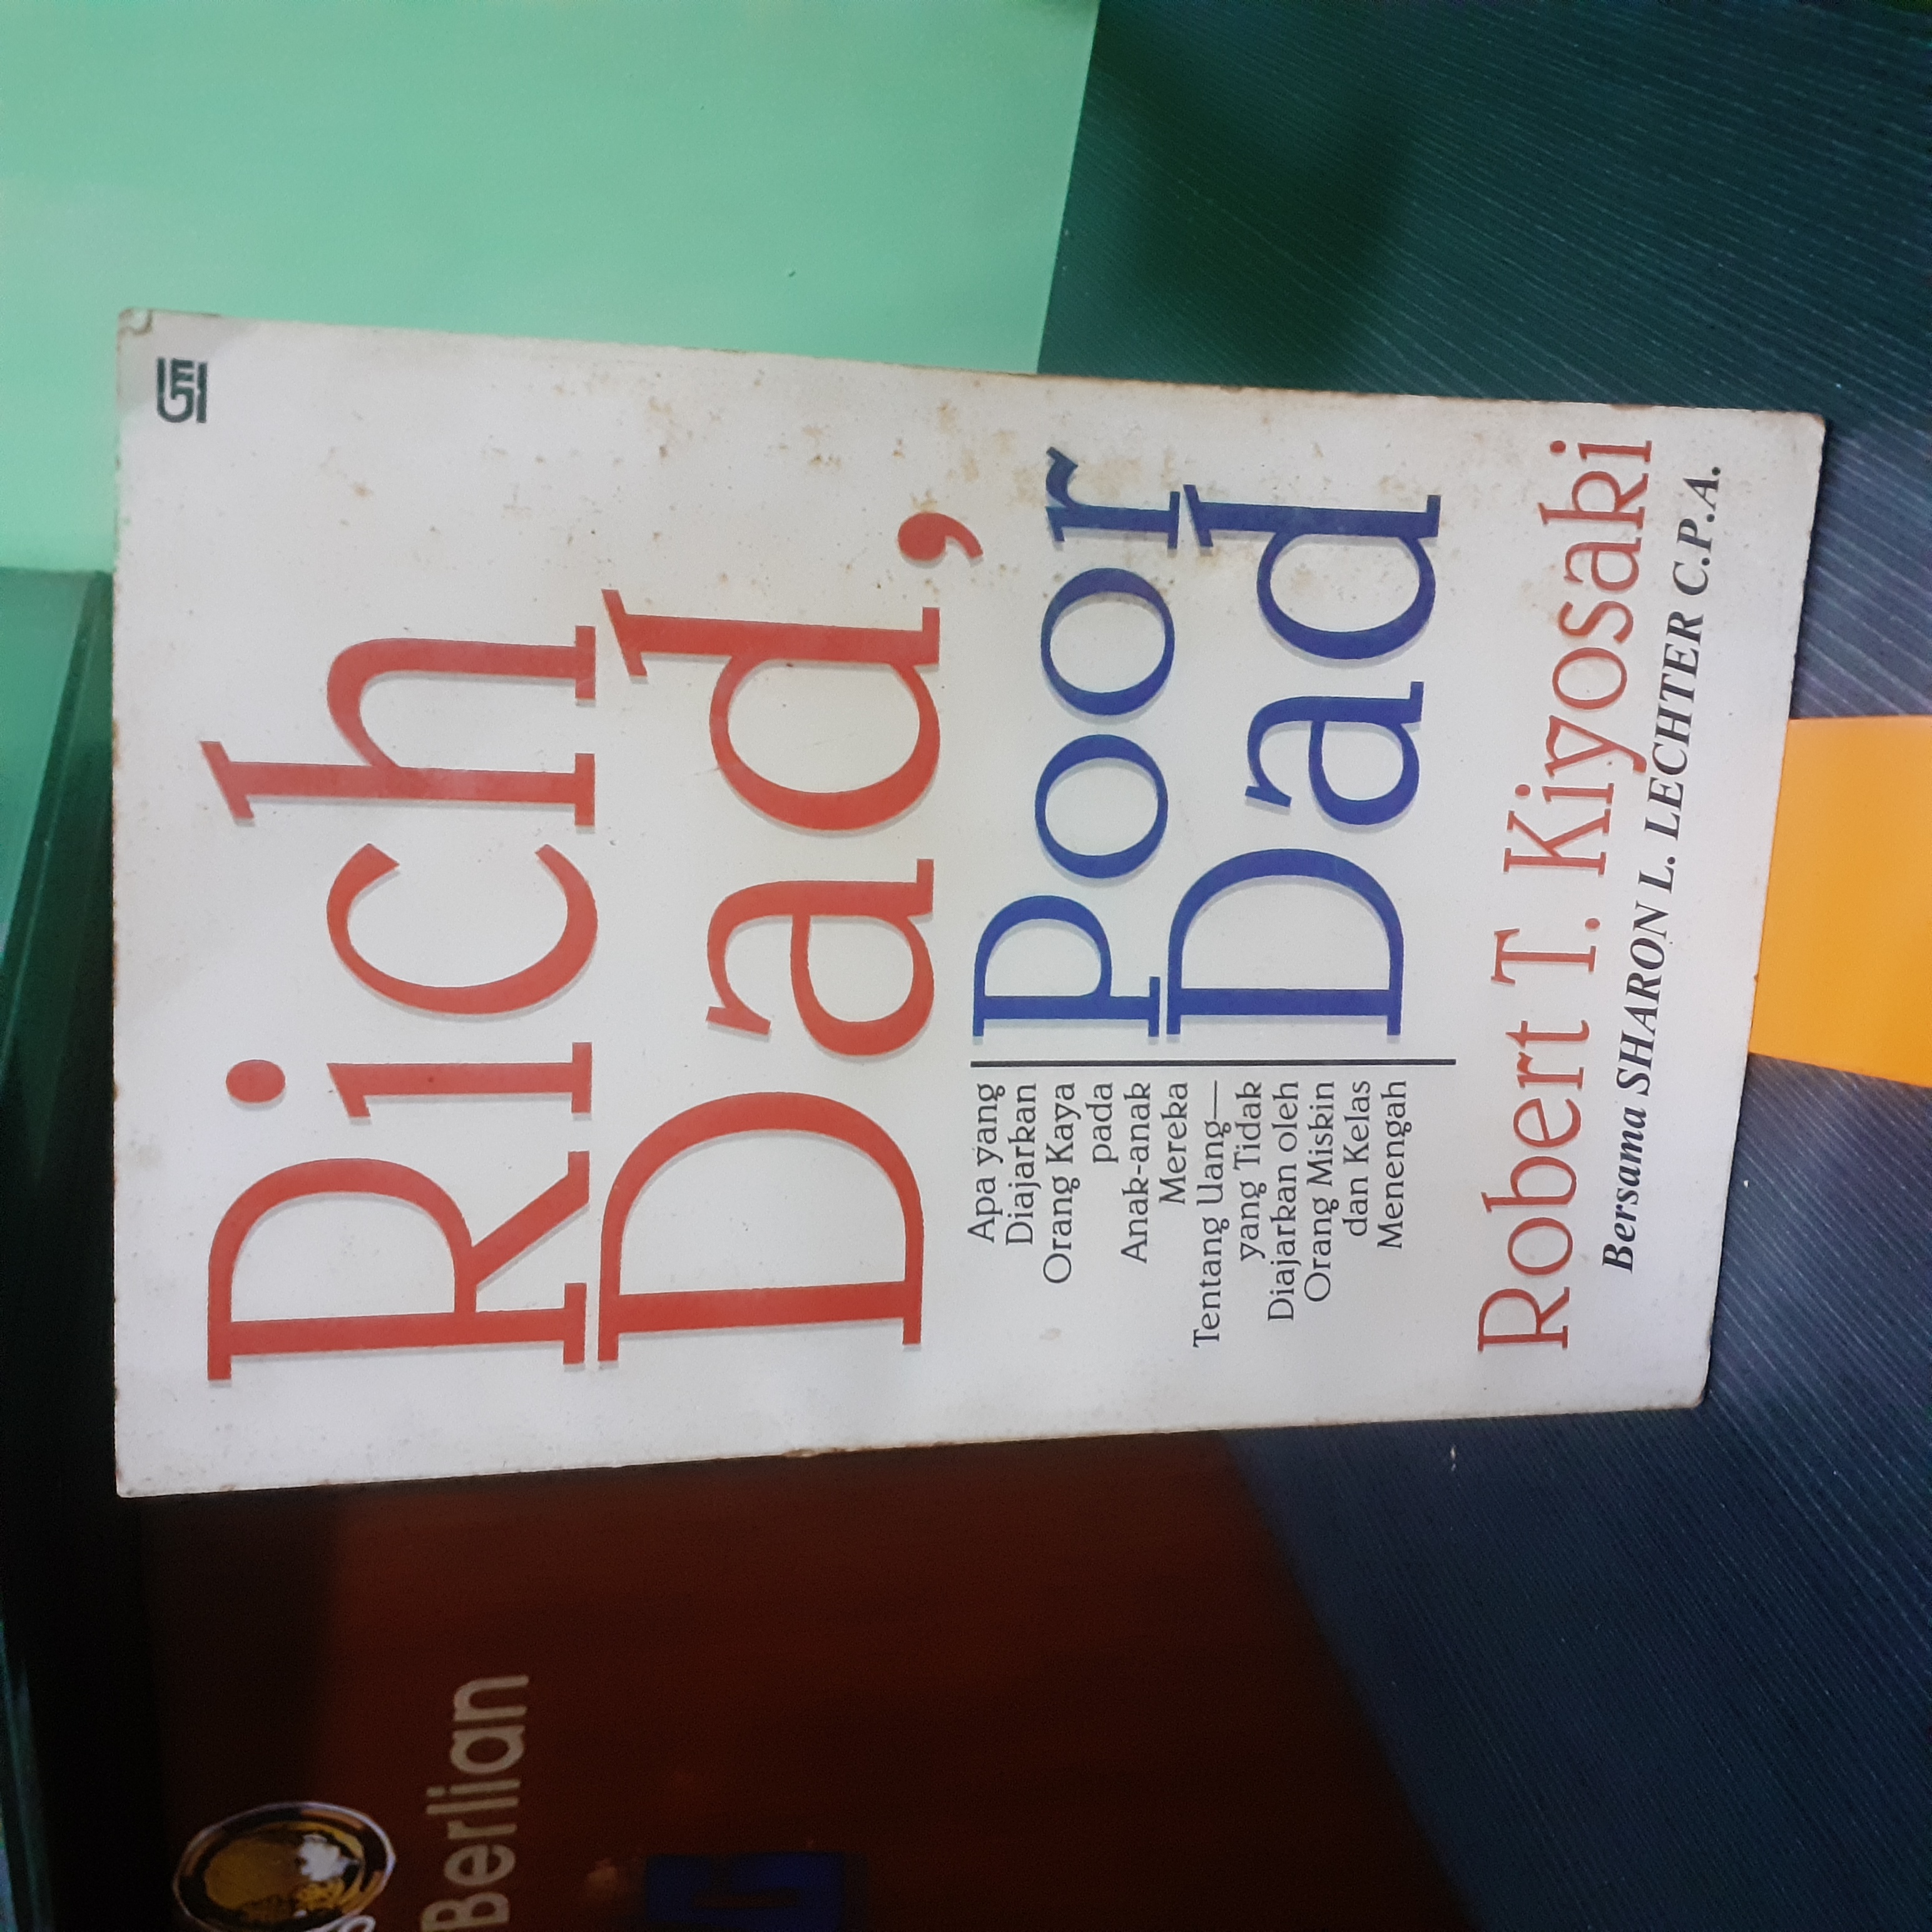 GM
Rich
Dad,
Apa yang
Diajarkan
Orang Kaya
pada
Anak-anak
Mereka
Tentang Uang—
yang Tidak
Diajarkan oleh
Orang Miskin
dan Kelas
Menengah
Poor
Dad
Robert T. Kiyosaki
Bersama SHARON L. LECHTER C.P.A.
Berlian